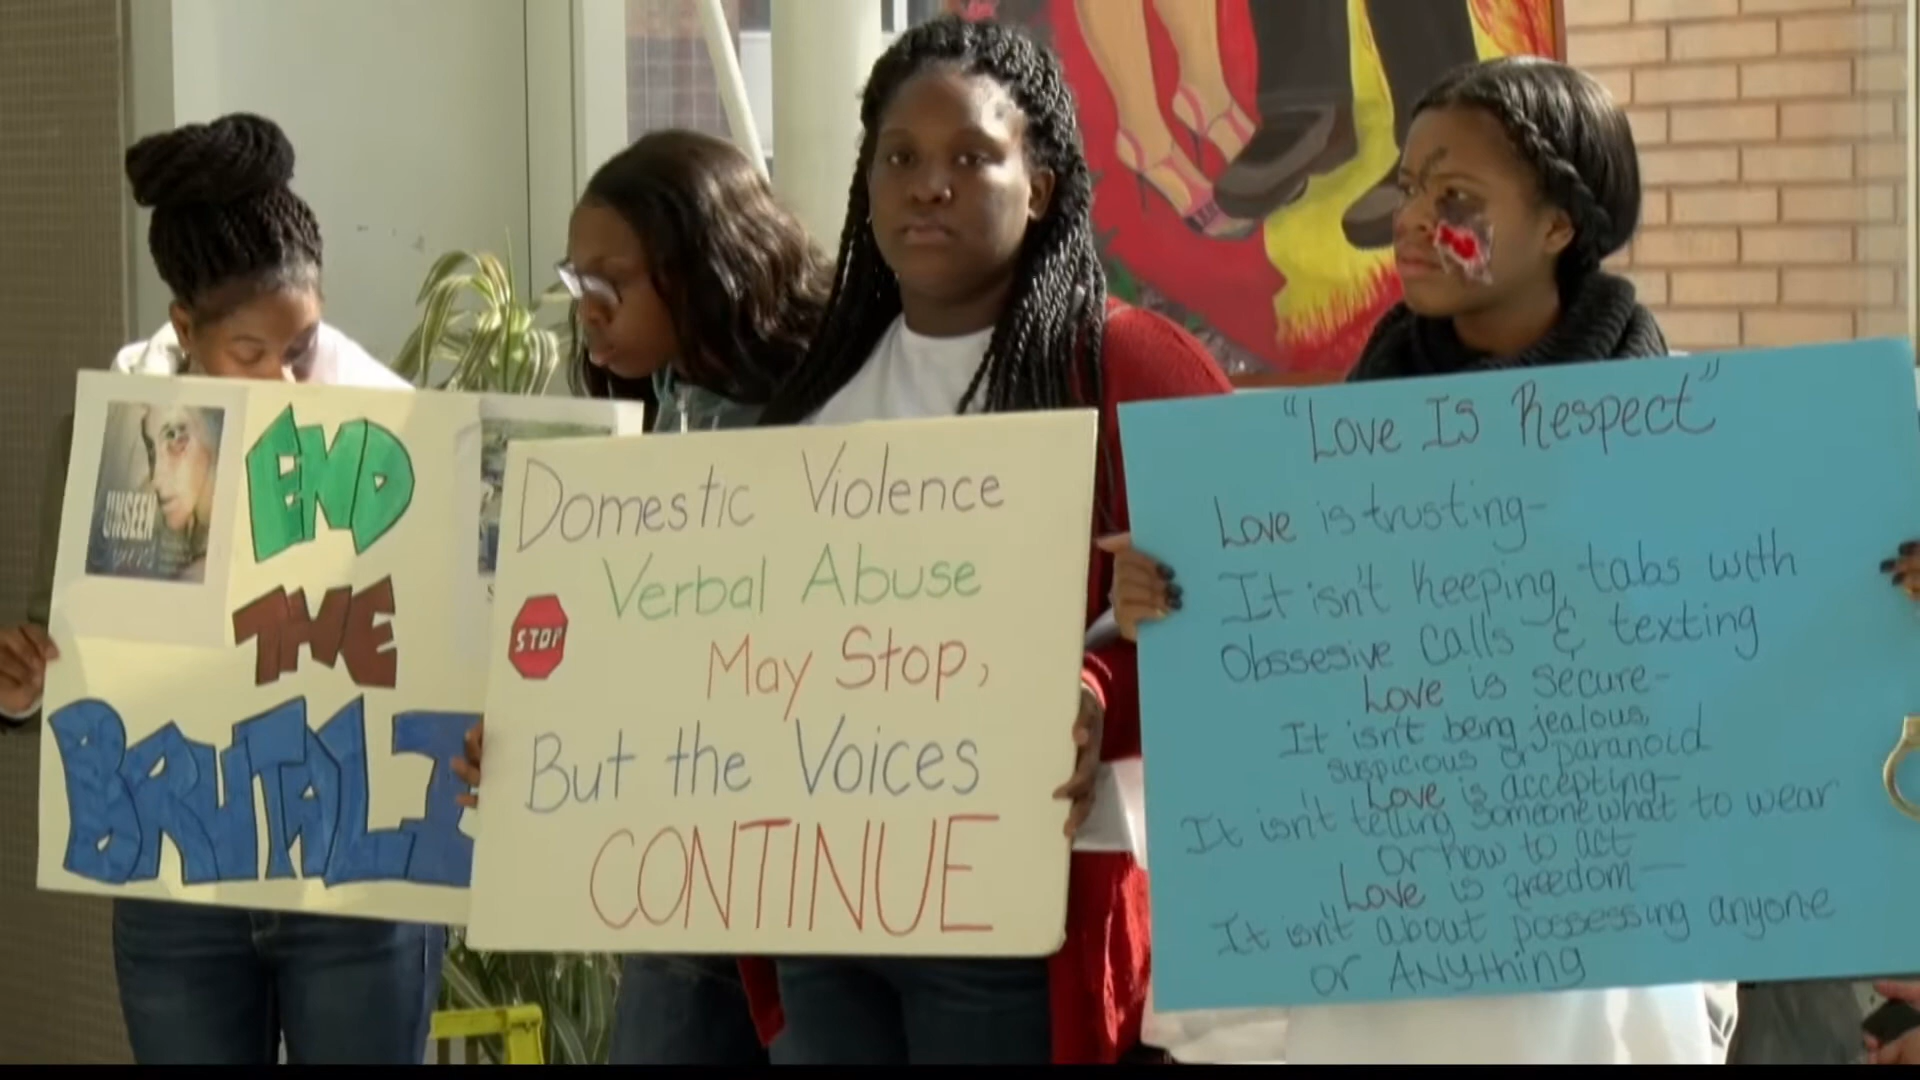 UNSEEN
END
THE
BRUTALI
Domestic Violence
Verbal Abuse
STOP
May Stop,
But the Voices
CONTINUE
"Love Is Respect"
Love is trusting-
It isn't keeping tabs with
Obssesive Calls & texting
Love is secure-
It isn't being jealous,
suspicious or paranoid
Love is accepting-
It isn't telling someone what to wear
or how to act
Love is freedom-
It isn't about possessing anyone
or ANything